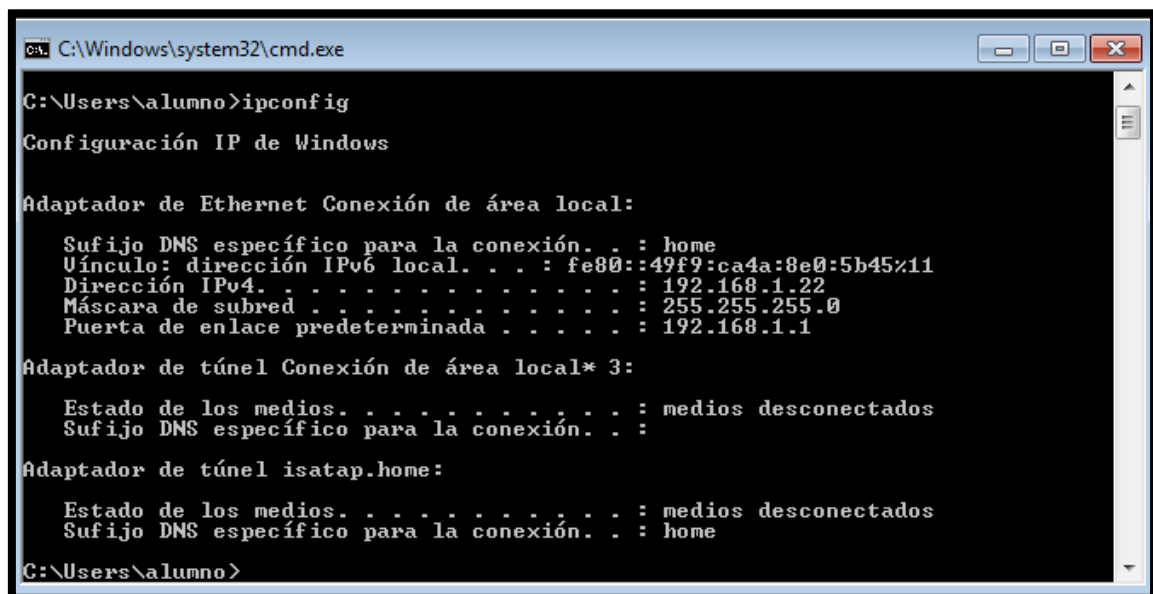 C:\Windows\system32\cmd.exe
C:\Users\alumno>ipconfig
Configuración IP de Windows
Adaptador de Ethernet Conexión de área local:
Sufijo DNS específico para la conexión. . : home
Vínculo: dirección IPv6 local. . . : fe80::49f9:ca4a:8e0:5b45%11
Dirección IPv4. . . . . . . . . . . . . . : 192.168.1.22
Máscara de subred . . . . . . . . . . . . : 255.255.255.0
Puerta de enlace predeterminada . . . . . : 192.168.1.1
Adaptador de túnel Conexión de área local* 3:
Estado de los medios. . . . . . . . . . . : medios desconectados
Sufijo DNS específico para la conexión. . :
Adaptador de túnel isatap.home:
Estado de los medios. . . . . . . . . . . : medios desconectados
Sufijo DNS específico para la conexión. . : home
C:\Users\alumno>